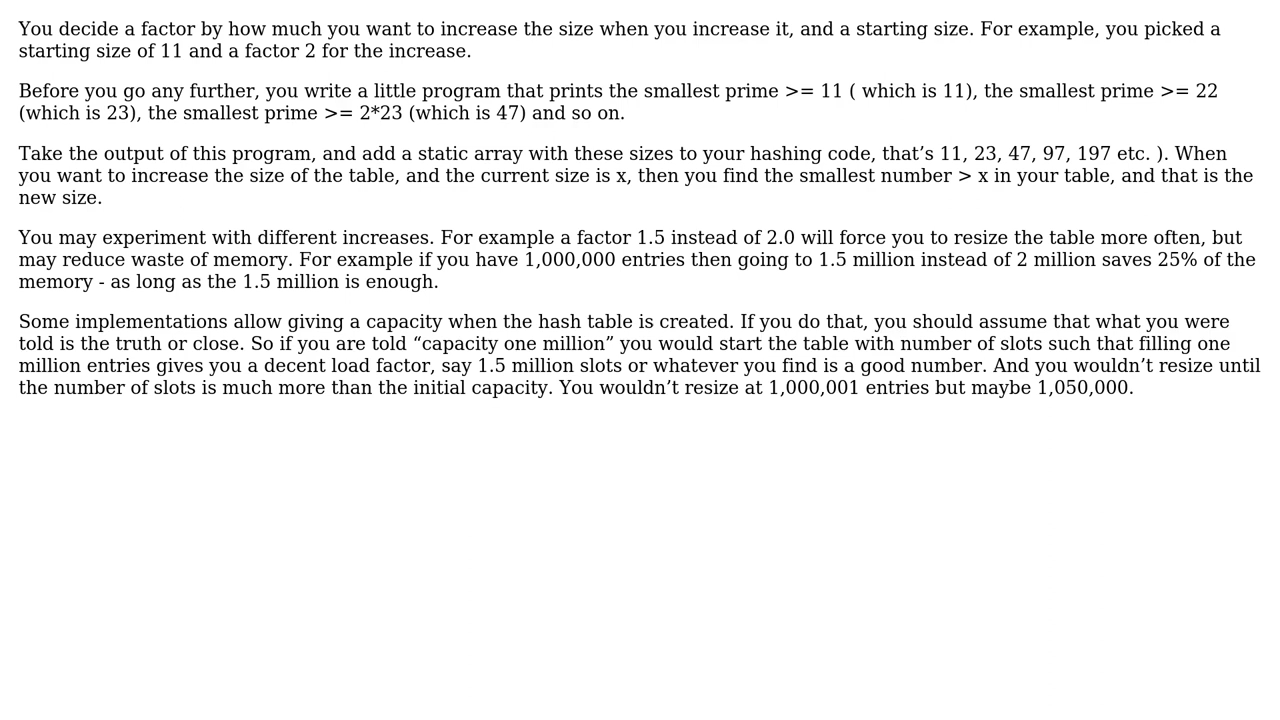 You decide a factor by how much you want to increase the size when you increase it, and a starting size. For example, you picked a
starting size of 11 and a factor 2 for the increase.
Before you go any further, you write a little program that prints the smallest prime >= 11 ( which is 11), the smallest prime >= 22
(which is 23), the smallest prime >= 2*23 (which is 47) and so on.
Take the output of this program, and add a static array with these sizes to your hashing code, that’s 11, 23, 47, 97, 197 etc. ). When
you want to increase the size of the table, and the current size is x, then you find the smallest number > x in your table, and that is the
new size.
You may experiment with different increases. For example a factor 1.5 instead of 2.0 will force you to resize the table more often, but
may reduce waste of memory. For example if you have 1,000,000 entries then going to 1.5 million instead of 2 million saves 25% of the
memory - as long as the 1.5 million is enough.
Some implementations allow giving a capacity when the hash table is created. If you do that, you should assume that what you were
told is the truth or close. So if you are told “capacity one million” you would start the table with number of slots such that filling one
million entries gives you a decent load factor, say 1.5 million slots or whatever you find is a good number. And you wouldn’t resize until
the number of slots is much more than the initial capacity. You wouldn’t resize at 1,000,001 entries but maybe 1,050,000.